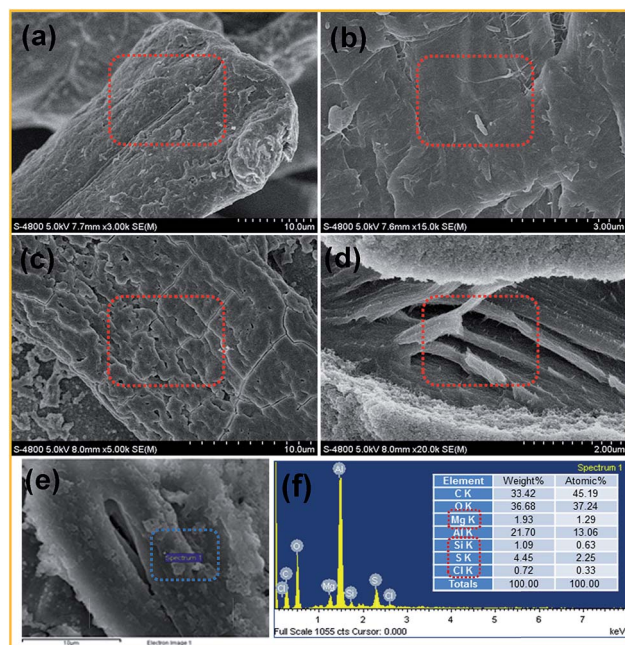 (a)
S-4800 5.0kV 7.7mm x3.00k SE(M) 10.0um
(b)
S-4800 5.0kV 7.6mm x15.0k SE(M) 3.00um
(c)
S-4800 5.0kV 8.0mm x5.00k SE(M) 10.0um
(d)
S-4800 5.0kV 8.0mm x20.0k SE(M) 2.00um
(e)
Spectrum 1
10μm Electron Image 1
(f)
Spectrum 1
Al
O
C
Cl
Mg
Si
S
Cl
Element Weight% Atomic%
C K 33.42 45.19
O K 36.68 37.24
Mg K 1.93 1.29
Al K 21.70 13.06
Si K 1.09 0.63
S K 4.45 2.25
Cl K 0.72 0.33
Totals 100.00 100.00
1 2 3 4 5 6 7
Full Scale 1055 cts Cursor: 0.000 keV